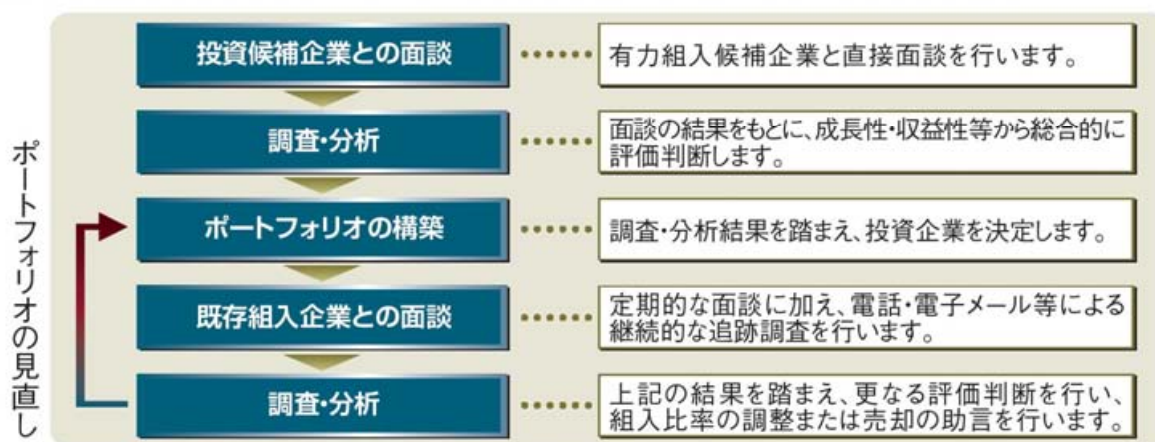 投資候補企業との面談
有力組入候補企業と直接面談を行います。
調査・分析
面談の結果をもとに、成長性・収益性等から総合的に
評価判断します。
ポートフォリオの構築
調査・分析結果を踏まえ、投資企業を決定します。
既存組入企業との面談
定期的な面談に加え、電話・電子メール等による
継続的な追跡調査を行います。
調査・分析
上記の結果を踏まえ、更なる評価判断を行い、
組入比率の調整または売却の助言を行います。
ポートフォリオの見直し